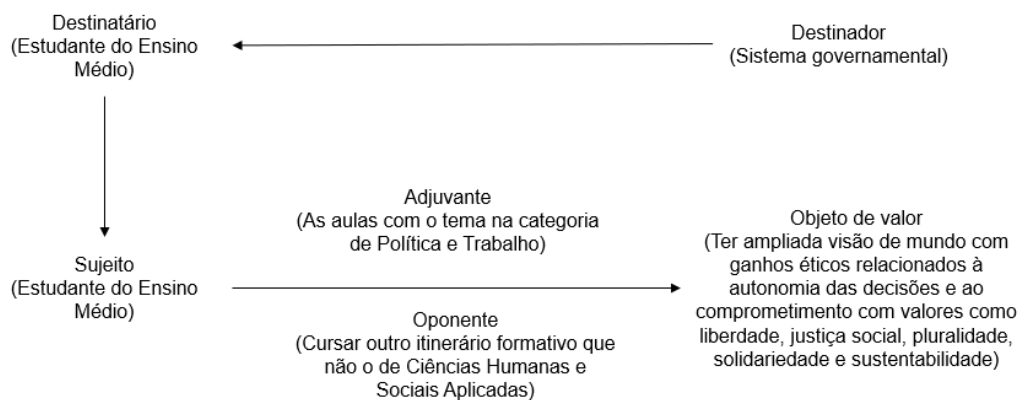 Destinatário
(Estudante do Ensino
Médio)
Destinador
(Sistema governamental)
Adjuvante
(As aulas com o tema na categoria
de Política e Trabalho)
Sujeito
(Estudante do Ensino
Médio)
Oponente
(Cursar outro itinerário formativo que
não o de Ciências Humanas e
Sociais Aplicadas)
Objeto de valor
(Ter ampliada visão de mundo com
ganhos éticos relacionados à
autonomia das decisões e ao
comprometimento com valores como
liberdade, justiça social, pluralidade,
solidariedade e sustentabilidade)